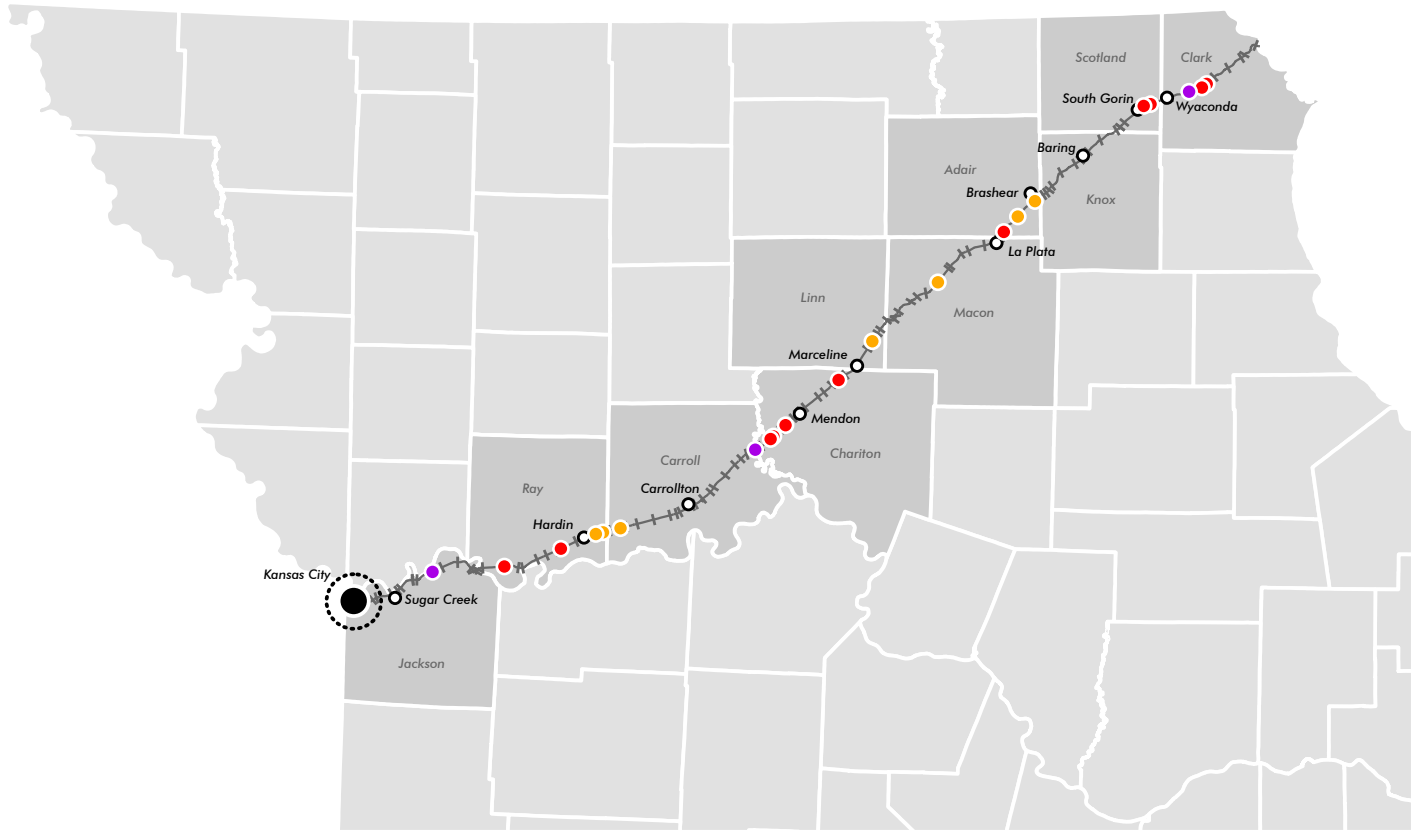 Scotland
Clark
South Gorin
Wyaconda
Baring
Adair
Brashear
Knox
La Plata
Linn
Macon
Marceline
Mendon
Chariton
Carroll
Carrollton
Ray
Hardin
Kansas City
Sugar Creek
Jackson